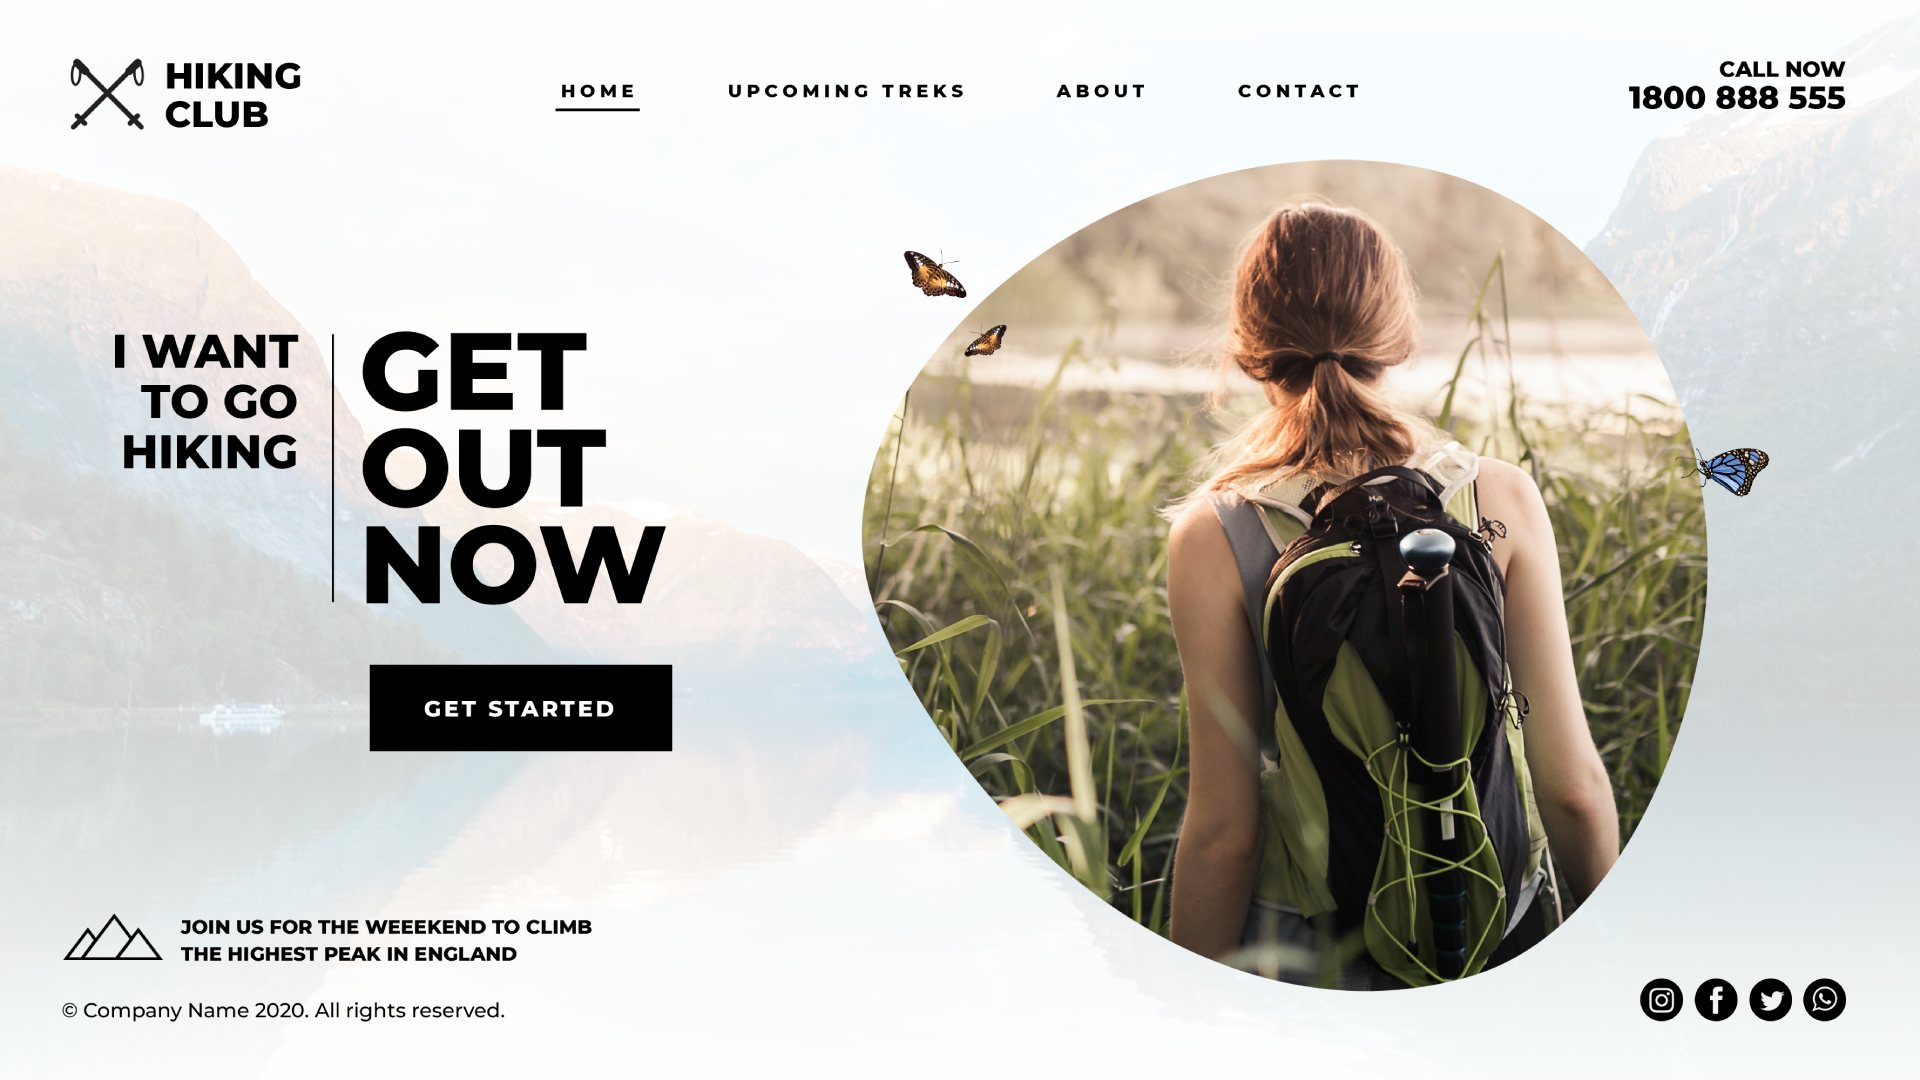 HIKING
CLUB
HOME
UPCOMING TREKS
ABOUT
CONTACT
CALL NOW
1800 888 555
I WANT
TO GO
HIKING
GET
OUT
NOW
GET STARTED
JOIN US FOR THE WEEEKEND TO CLIMB
THE HIGHEST PEAK IN ENGLAND
© Company Name 2020. All rights reserved.